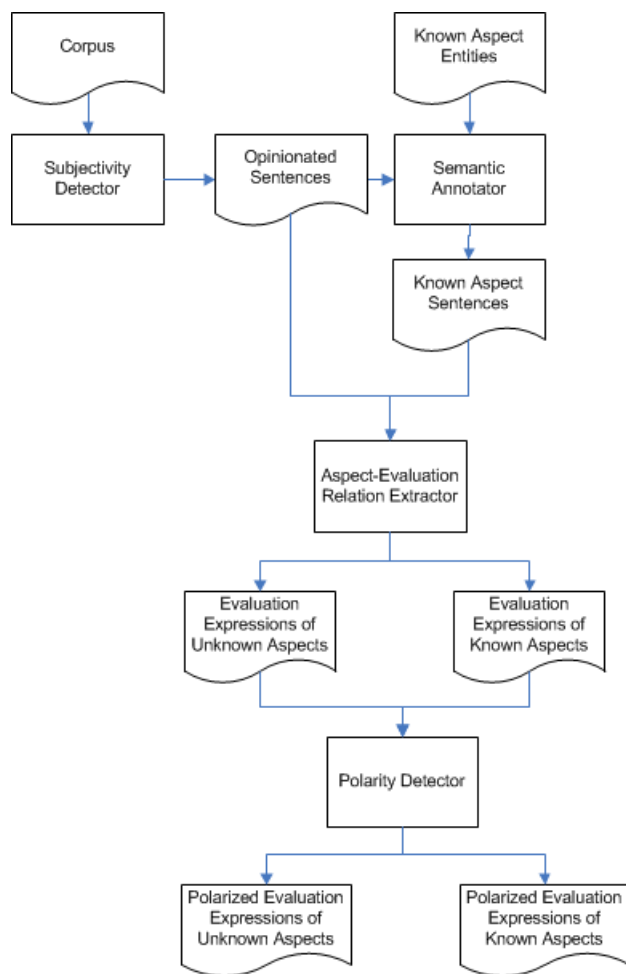 Corpus
Known Aspect
Entities
Subjectivity
Detector
Opinionated
Sentences
Semantic
Annotator
Known Aspect
Sentences
Aspect-Evaluation
Relation Extractor
Evaluation
Expressions of
Unknown Aspects
Evaluation
Expressions of
Known Aspects
Polarity Detector
Polarized Evaluation
Expressions of
Unknown Aspects
Polarized Evaluation
Expressions of
Known Aspects